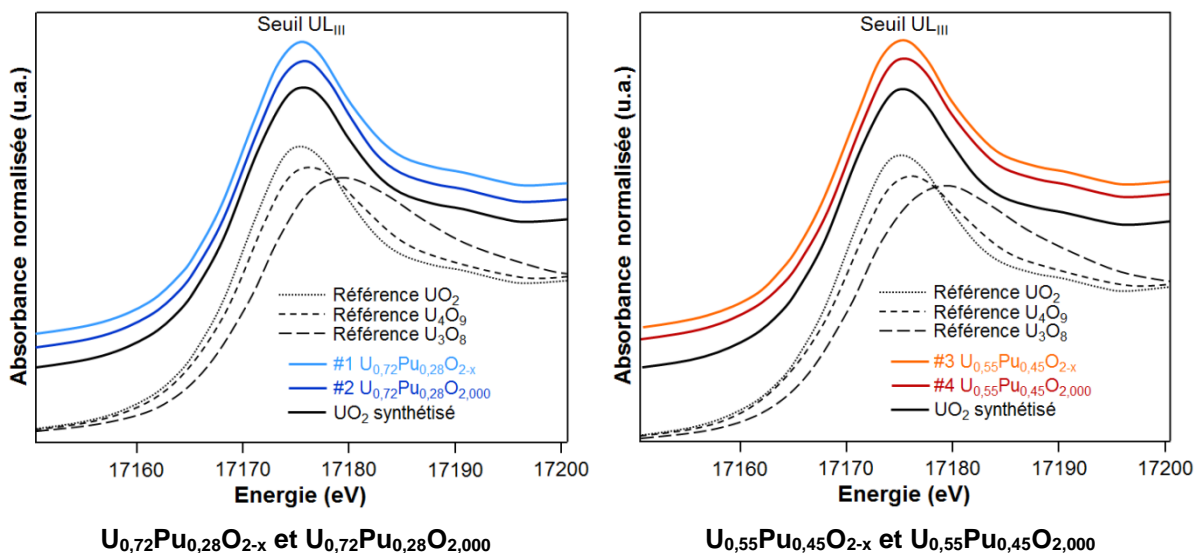 Seuil UL_III
Absorbance normalisée (u.a.)
Référence UO₂
Référence U₄O₉
Référence U₃O₈
#1 U₀,₇₂Pu₀,₂₈O₂₋ₓ
#2 U₀,₇₂Pu₀,₂₈O₂,₀₀₀
UO₂ synthétisé
17160 17170 17180 17190 17200
Energie (eV)
U₀,₇₂Pu₀,₂₈O₂₋ₓ et U₀,₇₂Pu₀,₂₈O₂,₀₀₀
Seuil UL_III
Absorbance normalisée (u.a.)
Référence UO₂
Référence U₄O₉
Référence U₃O₈
#3 U₀,₅₅Pu₀,₄₅O₂₋ₓ
#4 U₀,₅₅Pu₀,₄₅O₂,₀₀₀
UO₂ synthétisé
17160 17170 17180 17190 17200
Energie (eV)
U₀,₅₅Pu₀,₄₅O₂₋ₓ et U₀,₅₅Pu₀,₄₅O₂,₀₀₀